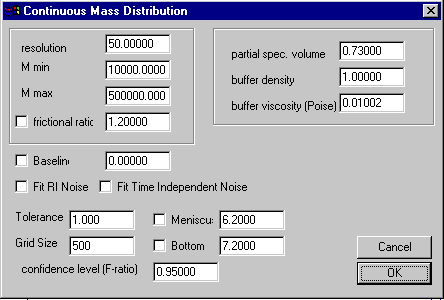 Continuous Mass Distribution
resolution 50.00000
M min 10000.0000
M max 500000.000
frictional ratio 1.20000
partial spec. volume 0.73000
buffer density 1.00000
buffer viscosity (Poise) 0.01002
Baseline 0.00000
Fit RI Noise Fit Time Independent Noise
Tolerance 1.000 Meniscu: 6.2000
Grid Size 500 Bottom 7.2000
confidence level (F-ratio) 0.95000
Cancel
OK